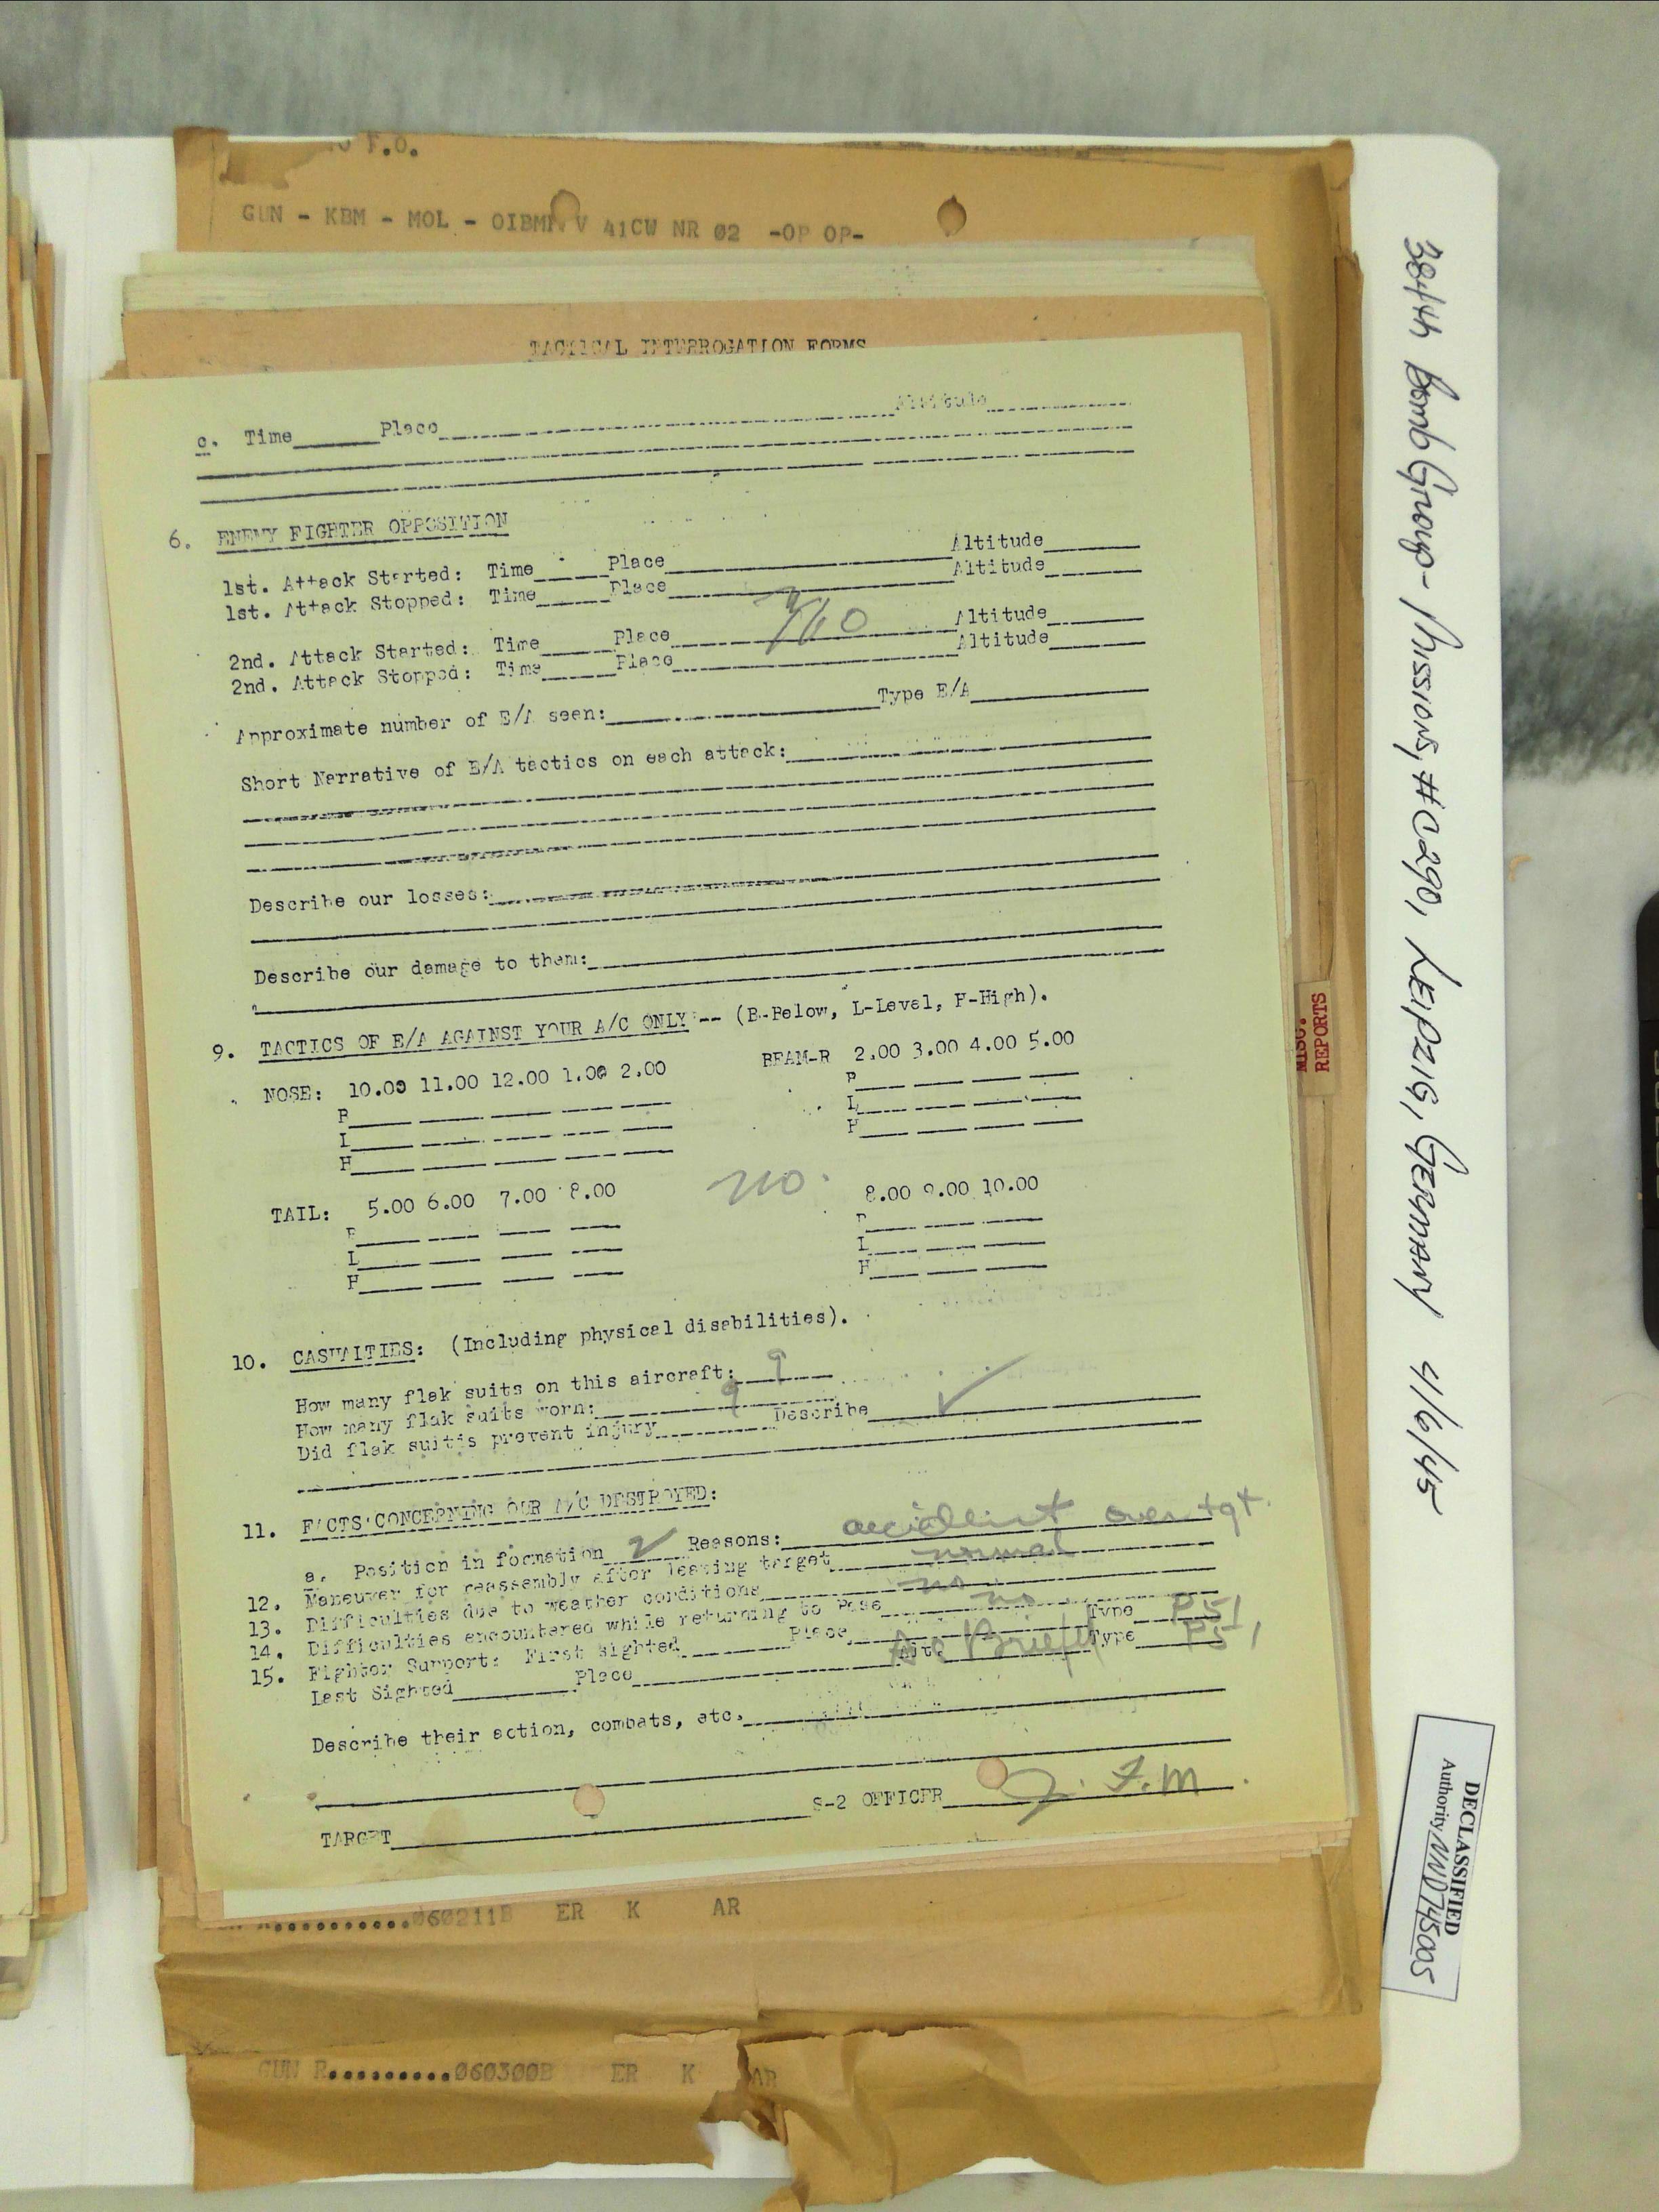 F.O.
GUN - KBM - MOL - OIBMN V 41CW NR 02 -OP OP-
TACTICAL INTERROGATION FORMS
c. Time Place Altitude
6. ENEMY FIGHTER OPPOSITION
1st. Attack Started: Time Place Altitude
1st. Attack Stopped: Time Place Altitude
No
2nd. Attack Started: Time Place Altitude
2nd. Attack Stopped: Time Place Altitude
Approximate number of E/A seen: Type E/A
Short Narrative of E/A tactics on each attack:
Describe our losses:
Describe our damage to them:
9. TACTICS OF E/A AGAINST YOUR A/C ONLY -- (B-Below, L-Level, H-High).
NOSE: 10.00 11.00 12.00 1.00 2.00 BEAM-R 2.00 3.00 4.00 5.00
B B
L L
H H
no.
TAIL: 5.00 6.00 7.00 8.00 8.00 9.00 10.00
B B
L L
H H
10. CASUALTIES: (Including physical disabilities).
How many flak suits on this aircraft: 9
How many flak suits worn: 9
Did flak suits prevent injury Describe ✓
11. FACTS CONCERNING OUR A/C DESTROYED:
a. Position in formation Reasons: accident over tgt.
12. Maneuver for reassembly after leaving target normal
13. Difficulties due to weather conditions no
14. Difficulties encountered while returning to Base no
15. Fighter Support: First sighted Place Type P51
Last Sighted Place As Briefd Type P51
Describe their action, combats, etc.
S-2 OFFICER J. F. M.
TARGET
060211B ER K AR
GUN R..........060300B ER K AR
MISC. REPORTS
384th Bomb Group - Missions, #0290, LEIPZIG, GERMANY 4/6/45
DECLASSIFIED
Authority NND745005